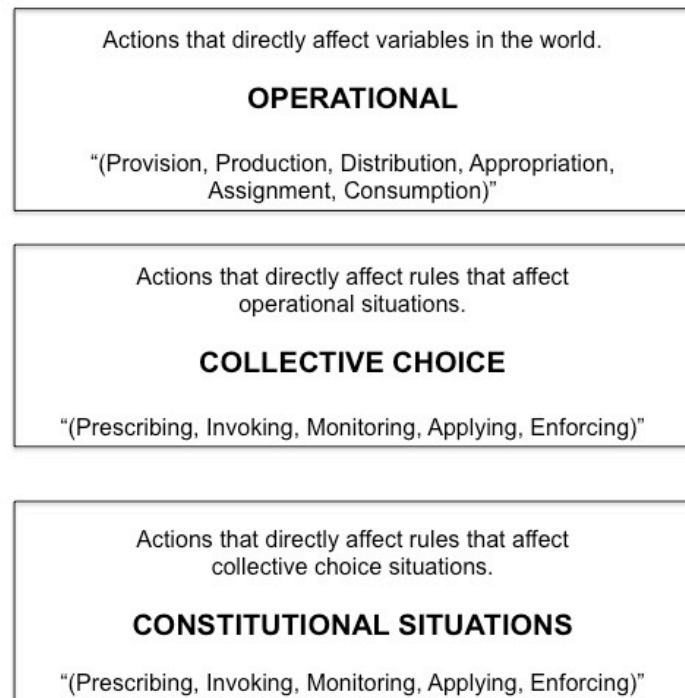 Actions that directly affect variables in the world.
OPERATIONAL
“(Provision, Production, Distribution, Appropriation,
Assignment, Consumption)”
Actions that directly affect rules that affect
operational situations.
COLLECTIVE CHOICE
“(Prescribing, Invoking, Monitoring, Applying, Enforcing)”
Actions that directly affect rules that affect
collective choice situations.
CONSTITUTIONAL SITUATIONS
“(Prescribing, Invoking, Monitoring, Applying, Enforcing)”